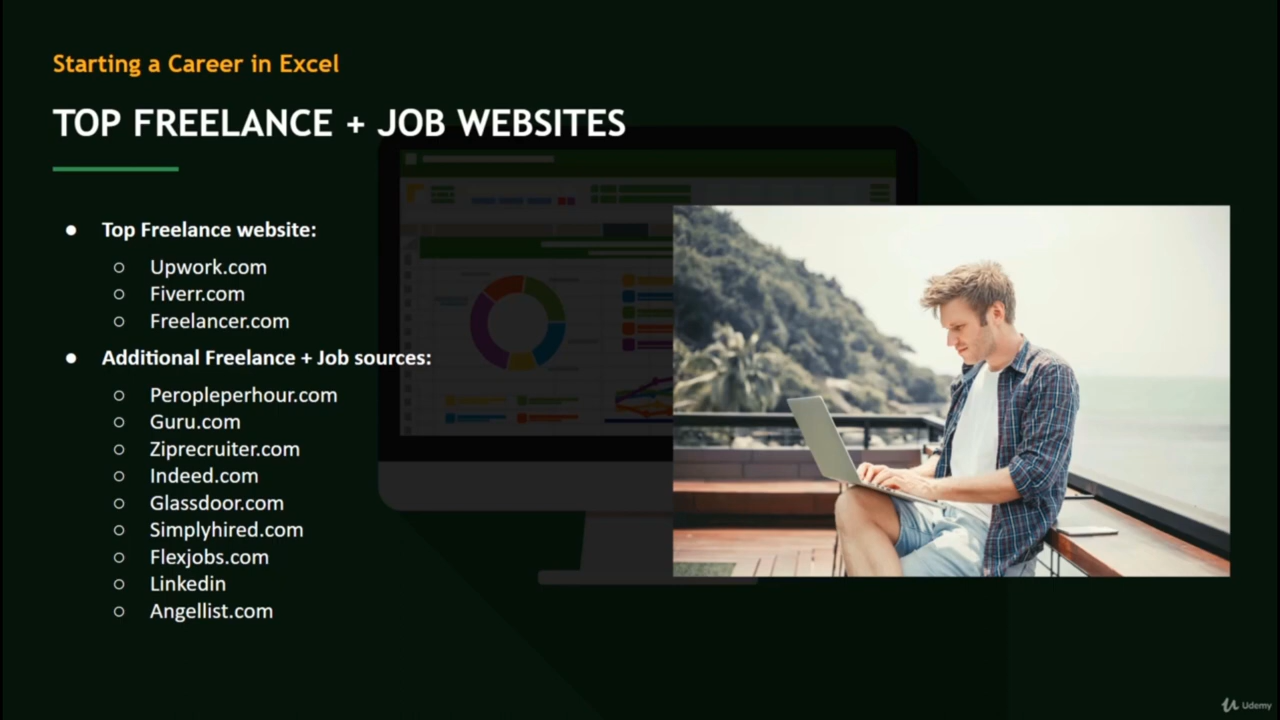 Starting a Career in Excel
TOP FREELANCE + JOB WEBSITES
● Top Freelance website:
○ Upwork.com
○ Fiverr.com
○ Freelancer.com
● Additional Freelance + Job sources:
○ Peropleperhour.com
○ Guru.com
○ Ziprecruiter.com
○ Indeed.com
○ Glassdoor.com
○ Simplyhired.com
○ Flexjobs.com
○ Linkedin
○ Angellist.com
Udemy